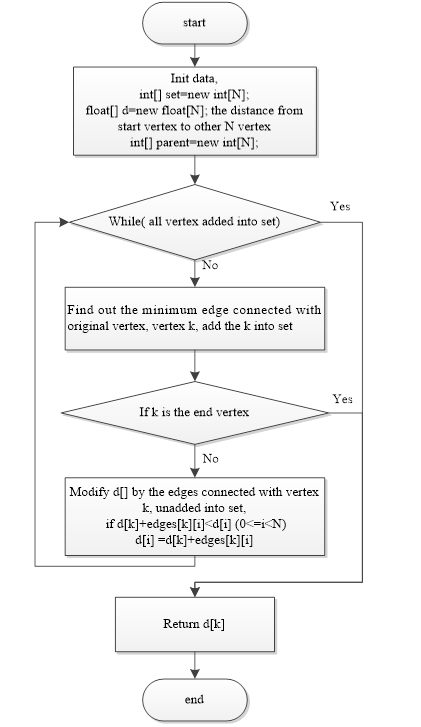 start
Init data,
int[] set=new int[N];
float[] d=new float[N]; the distance from
start vertex to other N vertex
int[] parent=new int[N];
While( all vertex added into set)
Yes
No
Find out the minimum edge connected with
original vertex, vertex k, add the k into set
If k is the end vertex
Yes
No
Modify d[] by the edges connected with vertex
k, unadded into set,
if d[k]+edges[k][i]<d[i] (0<=i<N)
d[i] =d[k]+edges[k][i]
Return d[k]
end